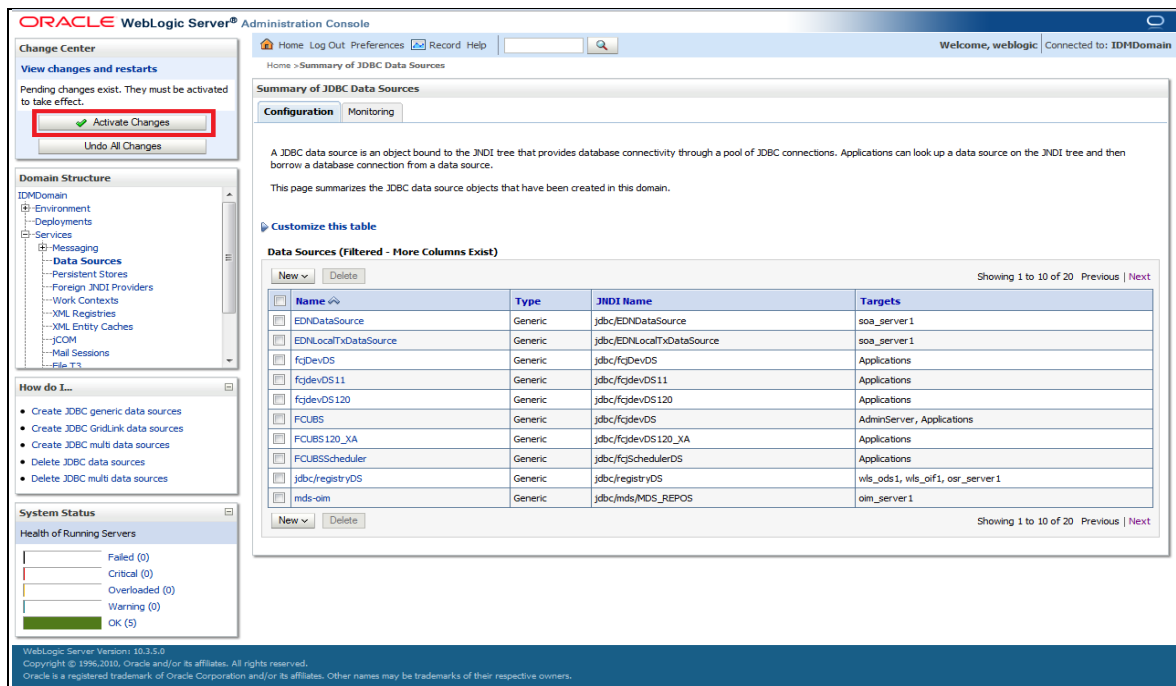 ORACLE WebLogic Server® Administration Console
Change Center
View changes and restarts
Pending changes exist. They must be activated
to take effect.
Activate Changes
Undo All Changes
Domain Structure
IDMDomain
Environment
Deployments
Services
Messaging
Data Sources
Persistent Stores
Foreign JNDI Providers
Work Contexts
XML Registries
XML Entity Caches
jCOM
Mail Sessions
File T3
How do I...
Create JDBC generic data sources
Create JDBC GridLink data sources
Create JDBC multi data sources
Delete JDBC data sources
Delete JDBC multi data sources
System Status
Health of Running Servers
Failed (0)
Critical (0)
Overloaded (0)
Warning (0)
OK (5)
Home Log Out Preferences Record Help
Welcome, weblogic Connected to: IDMDomain
Home >Summary of JDBC Data Sources
Summary of JDBC Data Sources
Configuration Monitoring
A JDBC data source is an object bound to the JNDI tree that provides database connectivity through a pool of JDBC connections. Applications can look up a data source on the JNDI tree and then
borrow a database connection from a data source.
This page summarizes the JDBC data source objects that have been created in this domain.
Customize this table
Data Sources (Filtered - More Columns Exist)
New Delete Showing 1 to 10 of 20 Previous | Next
Name Type JNDI Name Targets
EDNDataSource Generic jdbc/EDNDataSource soa_server1
EDNLocalTxDataSource Generic jdbc/EDNLocalTxDataSource soa_server1
fcjDevDS Generic jdbc/fcjDevDS Applications
fcjdevDS11 Generic jdbc/fcjdevDS11 Applications
fcjdevDS120 Generic jdbc/fcjdevDS120 Applications
FCUBS Generic jdbc/fcjdevDS AdminServer, Applications
FCUBS120_XA Generic jdbc/fcjdevDS120_XA Applications
FCUBSScheduler Generic jdbc/fcjSchedulerDS Applications
jdbc/registryDS Generic jdbc/registryDS wls_ods1, wls_oif1, osr_server1
mds-oim Generic jdbc/mds/MDS_REPOS oim_server1
New Delete Showing 1 to 10 of 20 Previous | Next
WebLogic Server Version: 10.3.5.0
Copyright © 1996,2010, Oracle and/or its affiliates. All rights reserved.
Oracle is a registered trademark of Oracle Corporation and/or its affiliates. Other names may be trademarks of their respective owners.